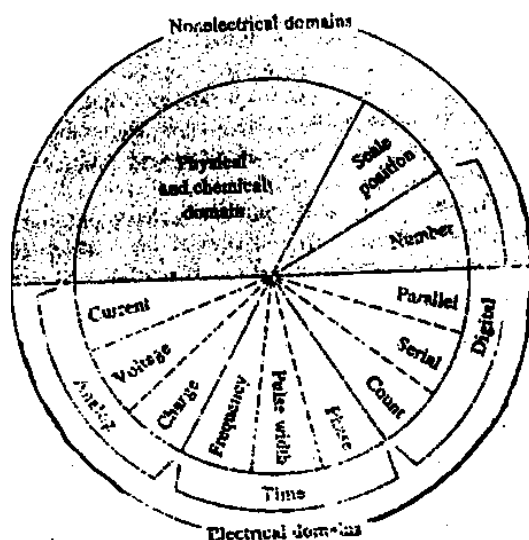 Nonelectrical domains
Physical
and chemical
domain
Scale
position
Number
Parallel
Serial
Count
Digital
Phase
Pulse width
Frequency
Time
Charge
Voltage
Current
Analog
Electrical domains